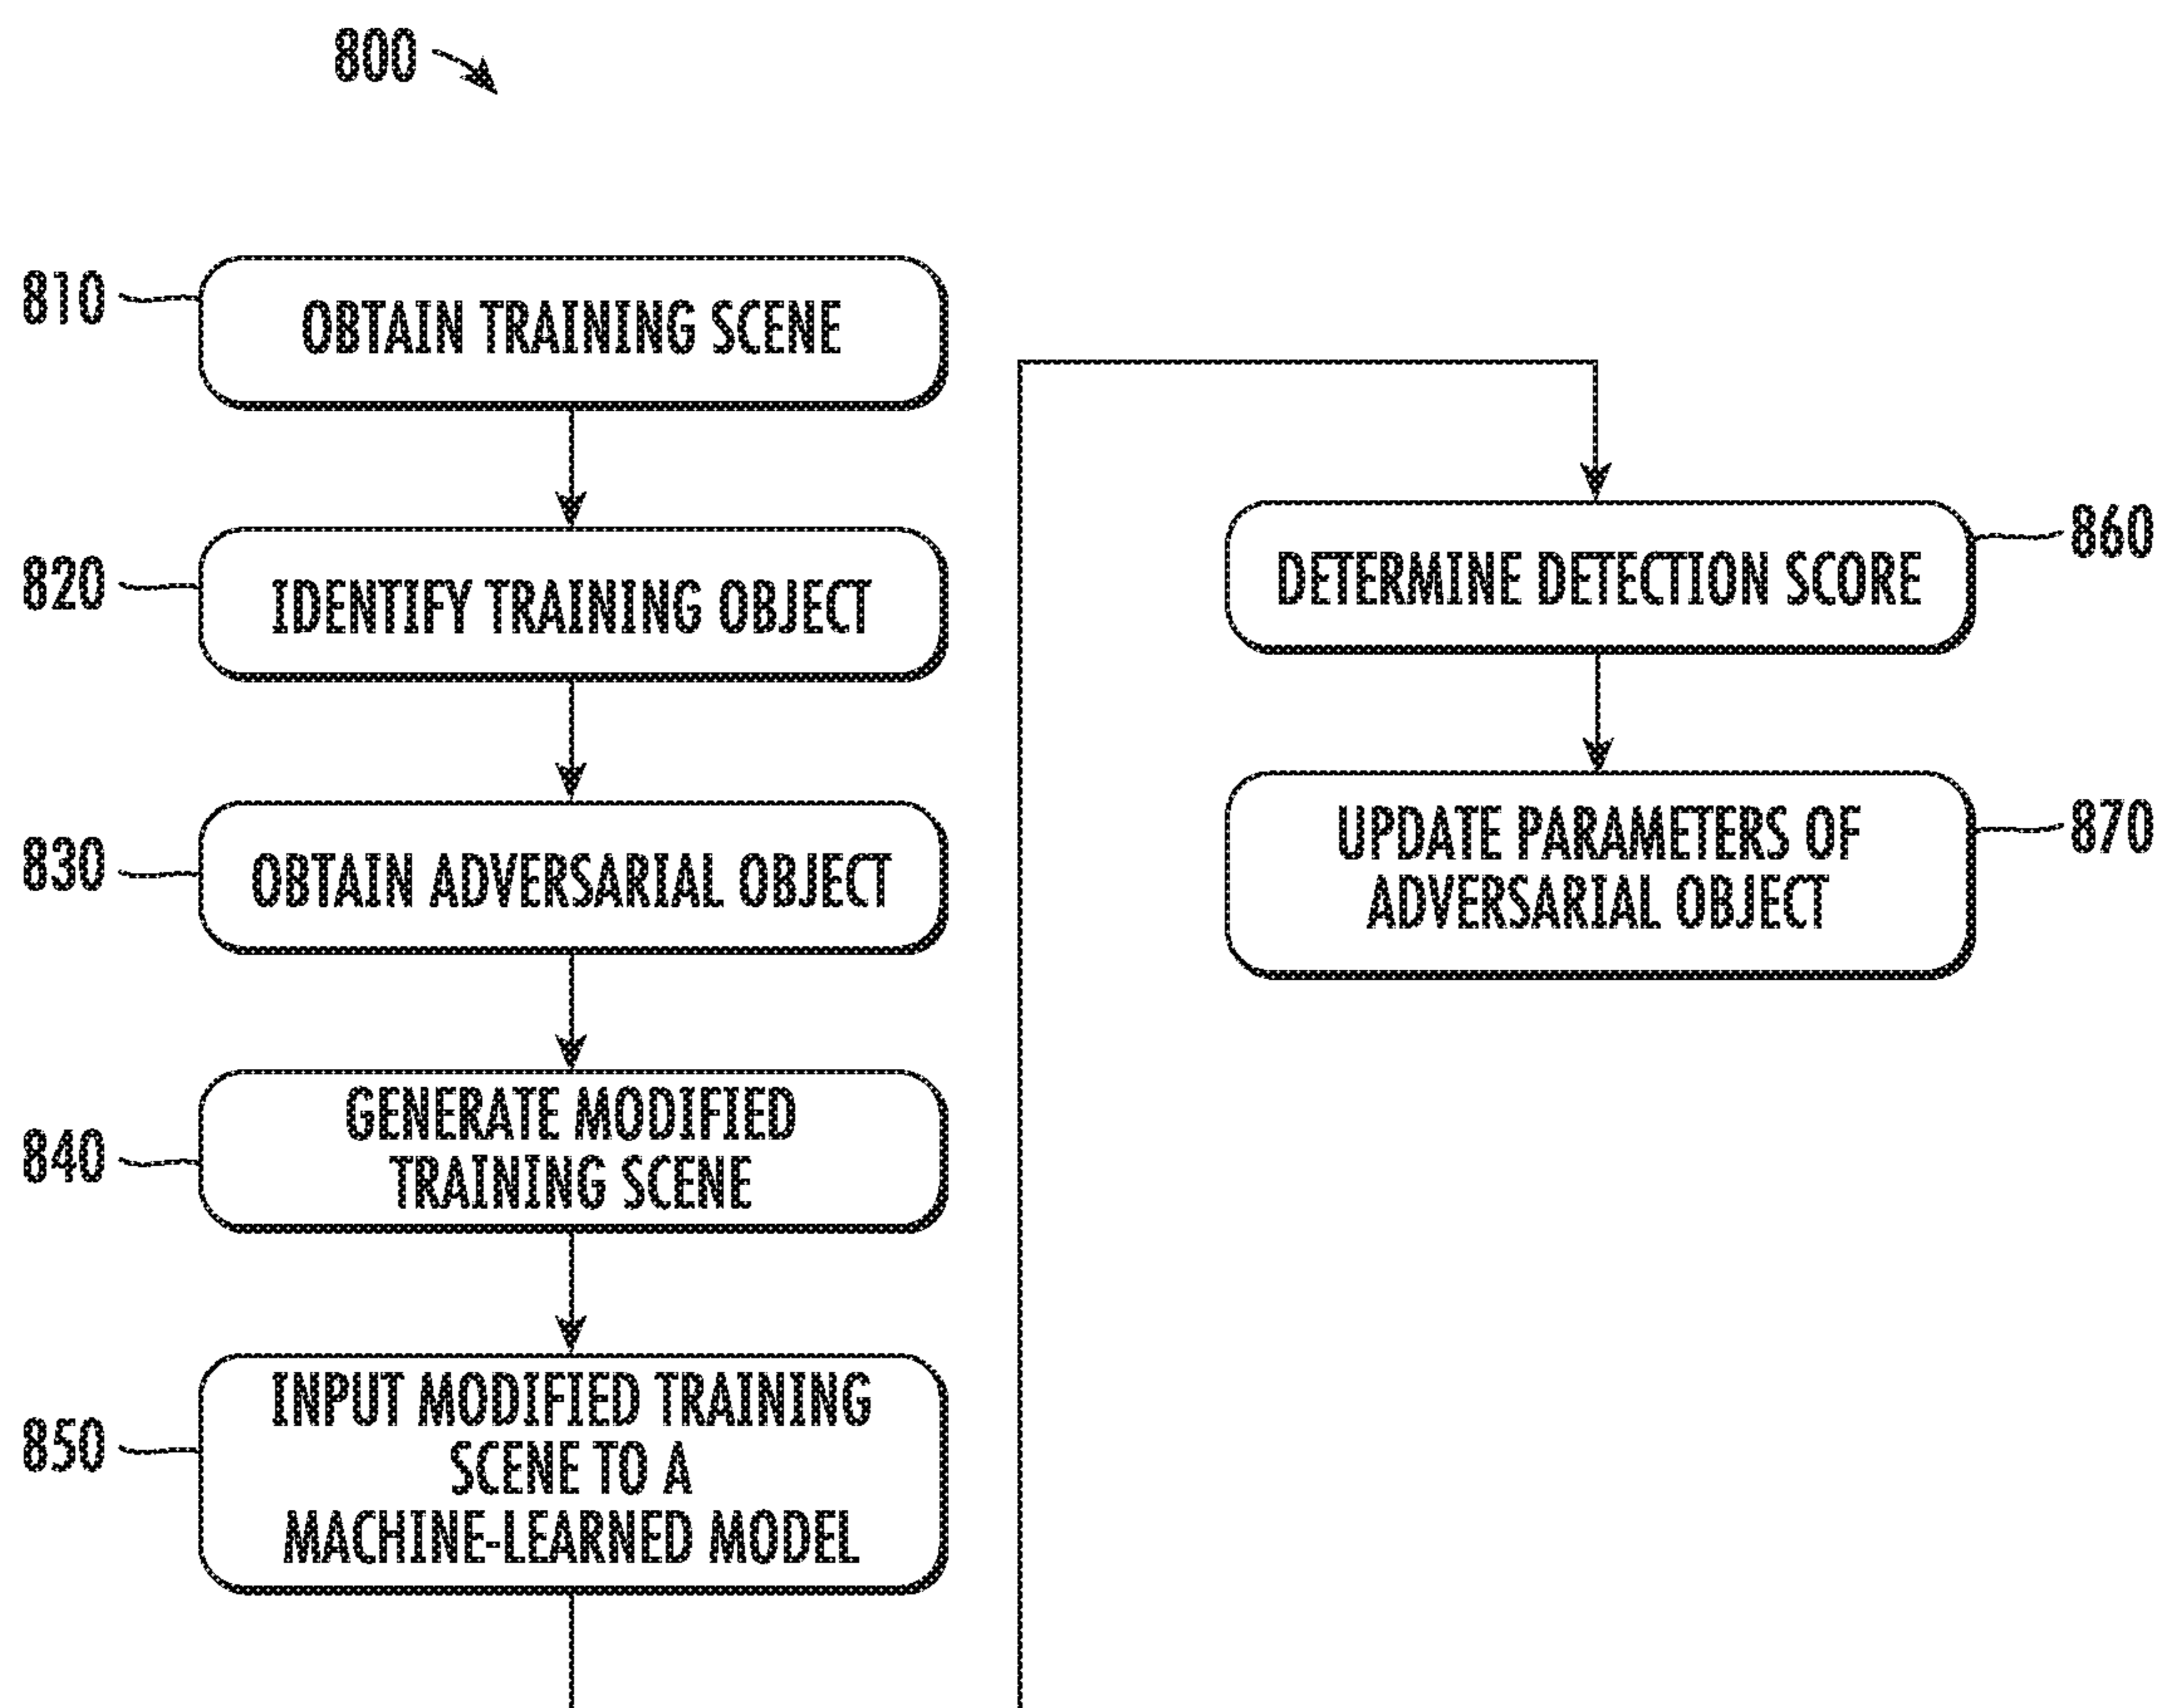 800
810
OBTAIN TRAINING SCENE
820
IDENTIFY TRAINING OBJECT
830
OBTAIN ADVERSARIAL OBJECT
840
GENERATE MODIFIED
TRAINING SCENE
850
INPUT MODIFIED TRAINING
SCENE TO A
MACHINE-LEARNED MODEL
860
DETERMINE DETECTION SCORE
870
UPDATE PARAMETERS OF
ADVERSARIAL OBJECT